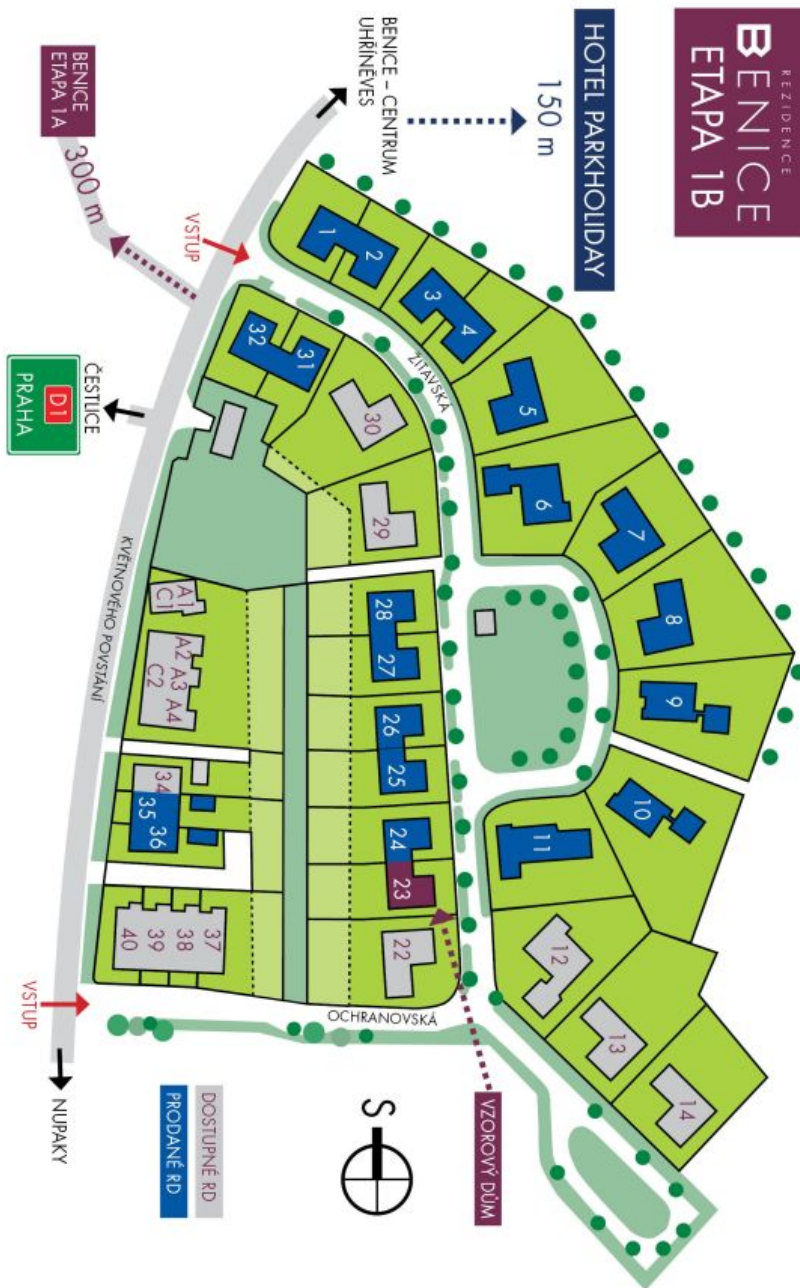 REZIDENCE
BENICE
ETAPA 1B
HOTEL PARKHOLIDAY
150 m
BENICE – CENTRUM
UHŘÍNĚVES
BENICE
ETAPA 1A
300 m
VSTUP
ČESTLICE
D1
PRAHA
KVĚTNOVÉHO POVSTÁNÍ
ŽITAVSKÁ
1
2
3
4
5
6
7
8
9
10
11
12
13
14
32
31
30
29
28
27
26
25
24
23
22
A1
C1
A2 A3 A4
C2
34
35
36
37
38
39
40
OCHRANOVSKÁ
VSTUP
NUPAKY
VZOROVÝ DŮM
S
DOSTUPNÉ RD
PRODANÉ RD